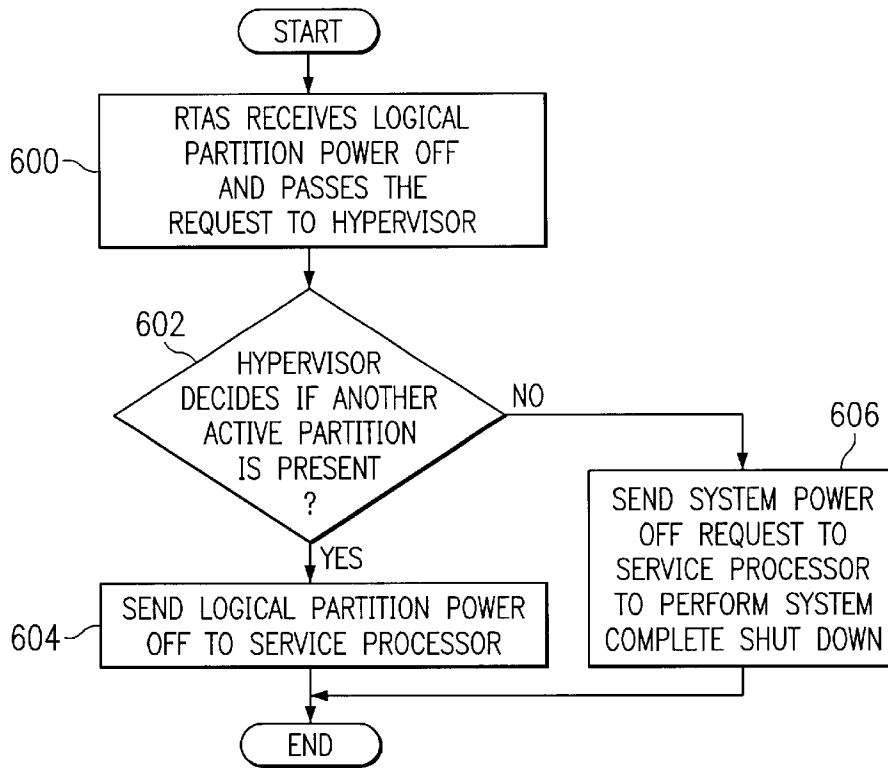 START
600
RTAS RECEIVES LOGICAL
PARTITION POWER OFF
AND PASSES THE
REQUEST TO HYPERVISOR
602
HYPERVISOR
DECIDES IF ANOTHER
ACTIVE PARTITION
IS PRESENT
?
NO
YES
606
SEND SYSTEM POWER
OFF REQUEST TO
SERVICE PROCESSOR
TO PERFORM SYSTEM
COMPLETE SHUT DOWN
604
SEND LOGICAL PARTITION POWER
OFF TO SERVICE PROCESSOR
END